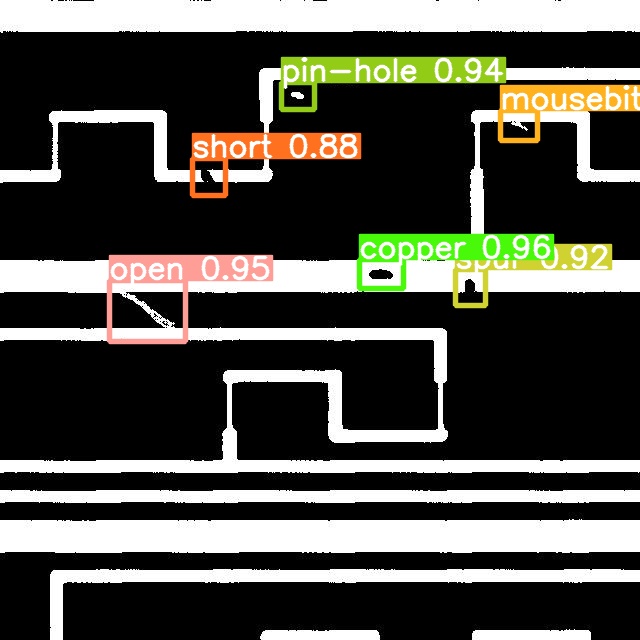 pin-hole 0.94
mousebit
short 0.88
copper 0.96
spur 0.92
open 0.95